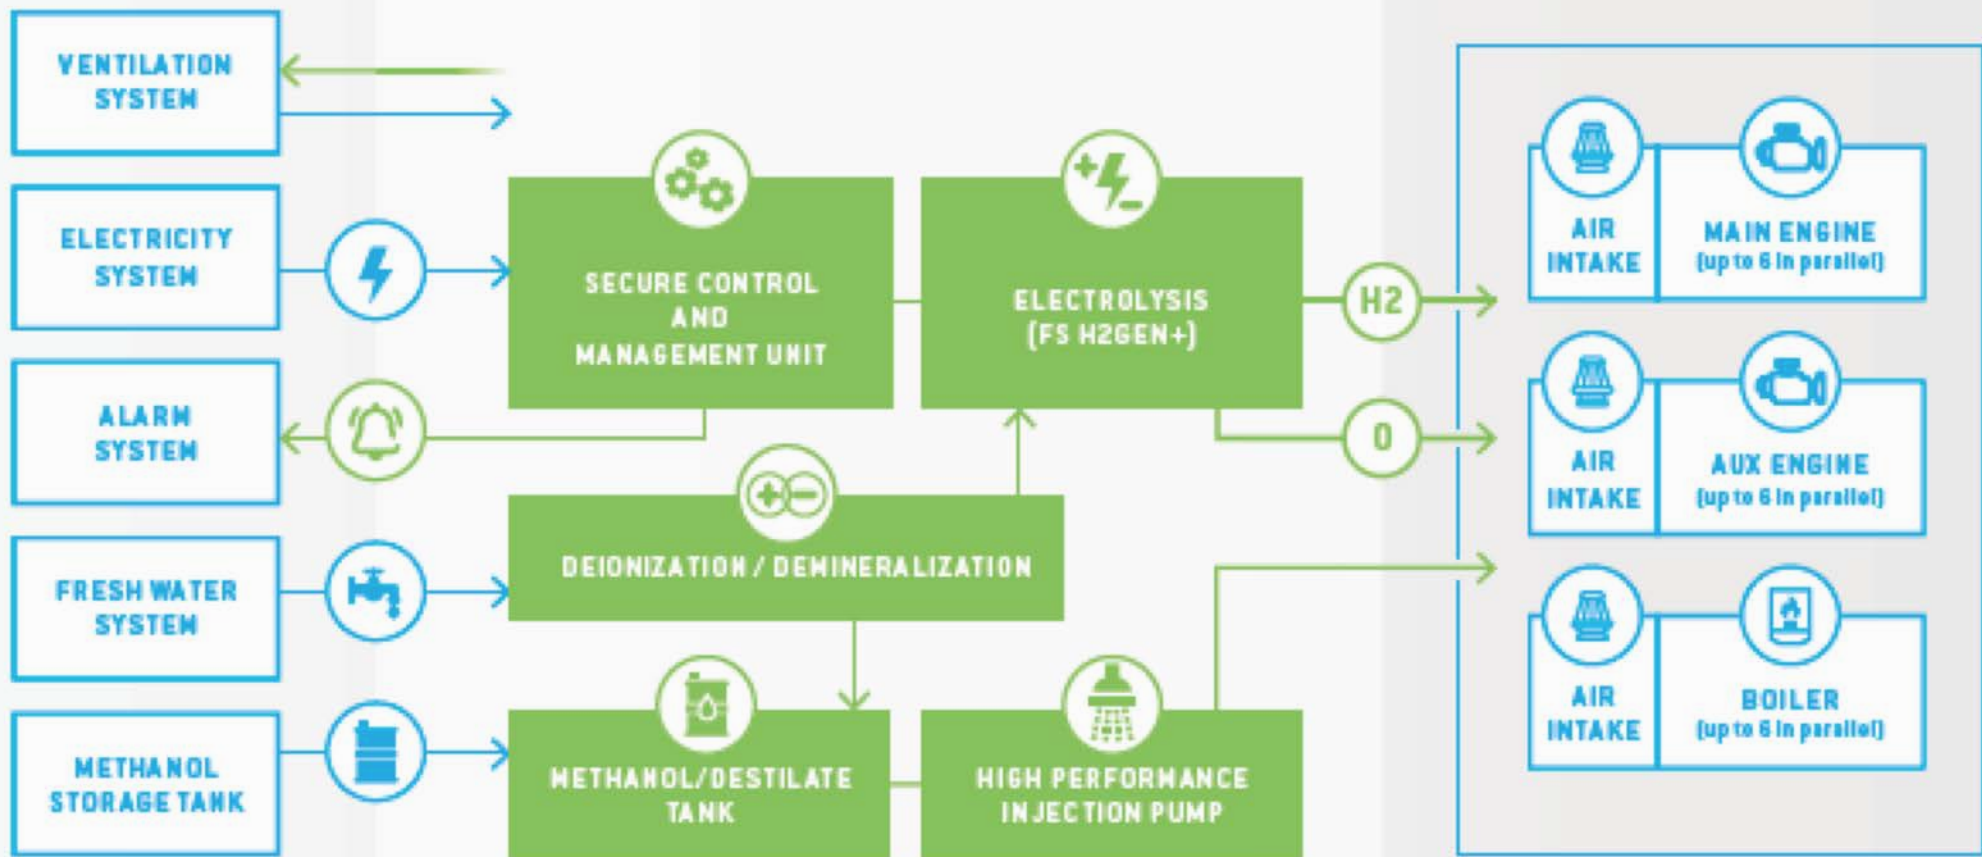 VENTILATION
SYSTEM
ELECTRICITY
SYSTEM
ALARM
SYSTEM
FRESH WATER
SYSTEM
METHANOL
STORAGE TANK
SECURE CONTROL
AND
MANAGEMENT UNIT
ELECTROLYSIS
(FS H2GEN+)
DEIONIZATION / DEMINERALIZATION
METHANOL/DESTILATE
TANK
HIGH PERFORMANCE
INJECTION PUMP
H2
O
AIR
INTAKE
MAIN ENGINE
(up to 6 in parallel)
AIR
INTAKE
AUX ENGINE
(up to 6 in parallel)
AIR
INTAKE
BOILER
(up to 6 in parallel)